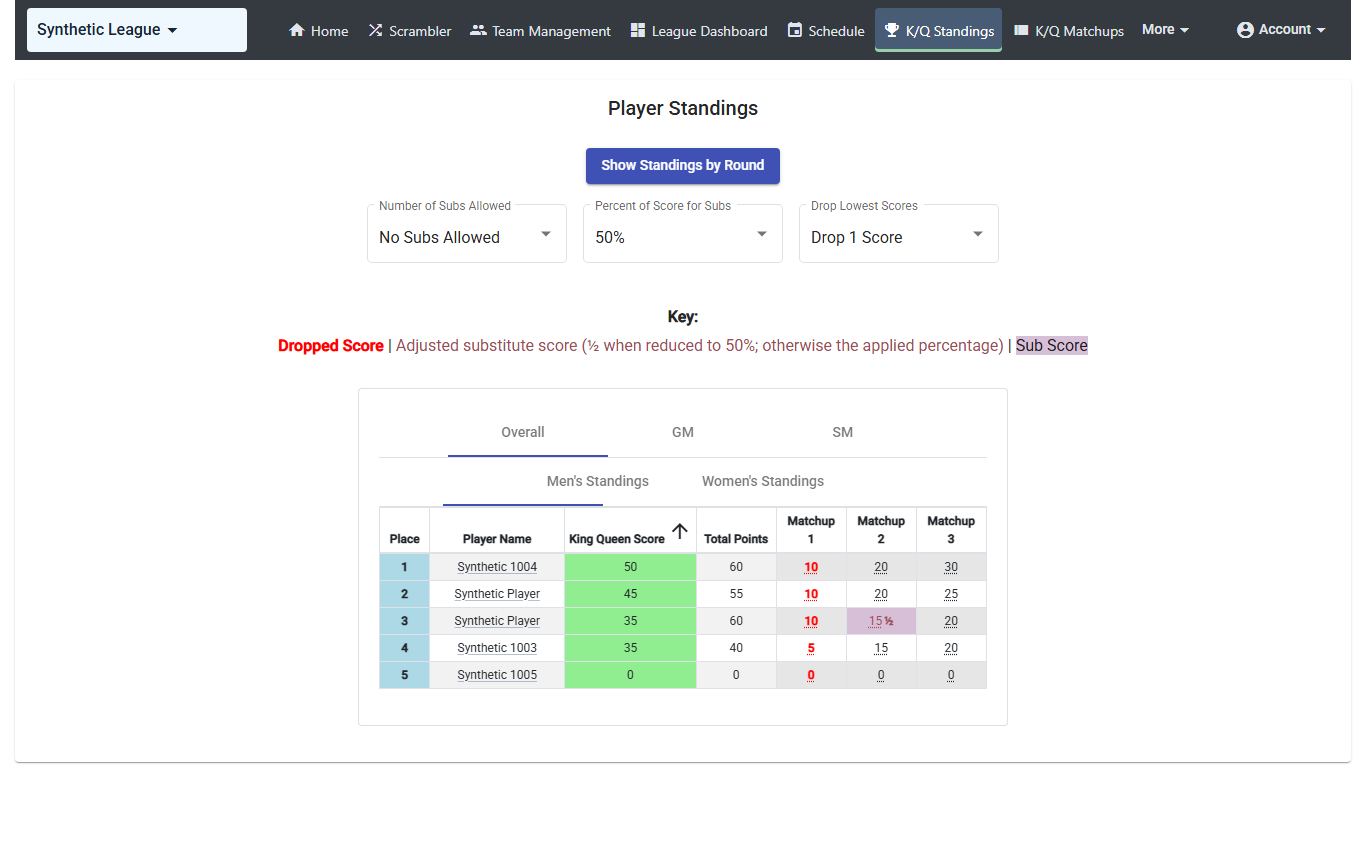 Synthetic League Home Scrambler Team Management League Dashboard Schedule K/Q Standings K/Q Matchups More Account
Player Standings
Show Standings by Round
Number of Subs Allowed Percent of Score for Subs Drop Lowest Scores
No Subs Allowed 50% Drop 1 Score
Key:
Dropped Score | Adjusted substitute score (½ when reduced to 50%; otherwise the applied percentage) | Sub Score
Overall GM SM
Men's Standings Women's Standings
Place Player Name King Queen Score Total Points Matchup 1 Matchup 2 Matchup 3
1 Synthetic 1004 50 60 10 20 30
2 Synthetic Player 45 55 10 20 25
3 Synthetic Player 35 60 10 15 ½ 20
4 Synthetic 1003 35 40 5 15 20
5 Synthetic 1005 0 0 0 0 0